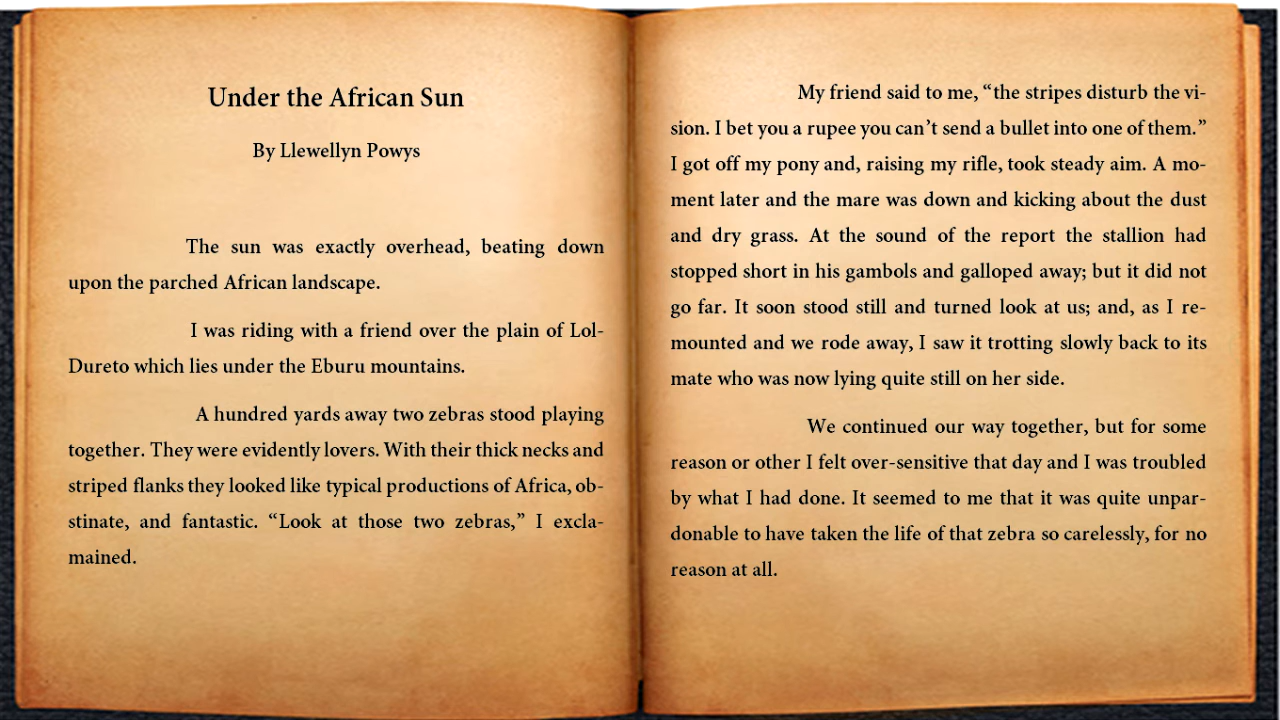 Under the African Sun
By Llewellyn Powys
The sun was exactly overhead, beating down
upon the parched African landscape.
I was riding with a friend over the plain of Lol-
Dureto which lies under the Eburu mountains.
A hundred yards away two zebras stood playing
together. They were evidently lovers. With their thick necks and
striped flanks they looked like typical productions of Africa, ob-
stinate, and fantastic. “Look at those two zebras,” I excla-
mained.
My friend said to me, “the stripes disturb the vi-
sion. I bet you a rupee you can’t send a bullet into one of them.”
I got off my pony and, raising my rifle, took steady aim. A mo-
ment later and the mare was down and kicking about the dust
and dry grass. At the sound of the report the stallion had
stopped short in his gambols and galloped away; but it did not
go far. It soon stood still and turned look at us; and, as I re-
mounted and we rode away, I saw it trotting slowly back to its
mate who was now lying quite still on her side.
We continued our way together, but for some
reason or other I felt over-sensitive that day and I was troubled
by what I had done. It seemed to me that it was quite unpar-
donable to have taken the life of that zebra so carelessly, for no
reason at all.